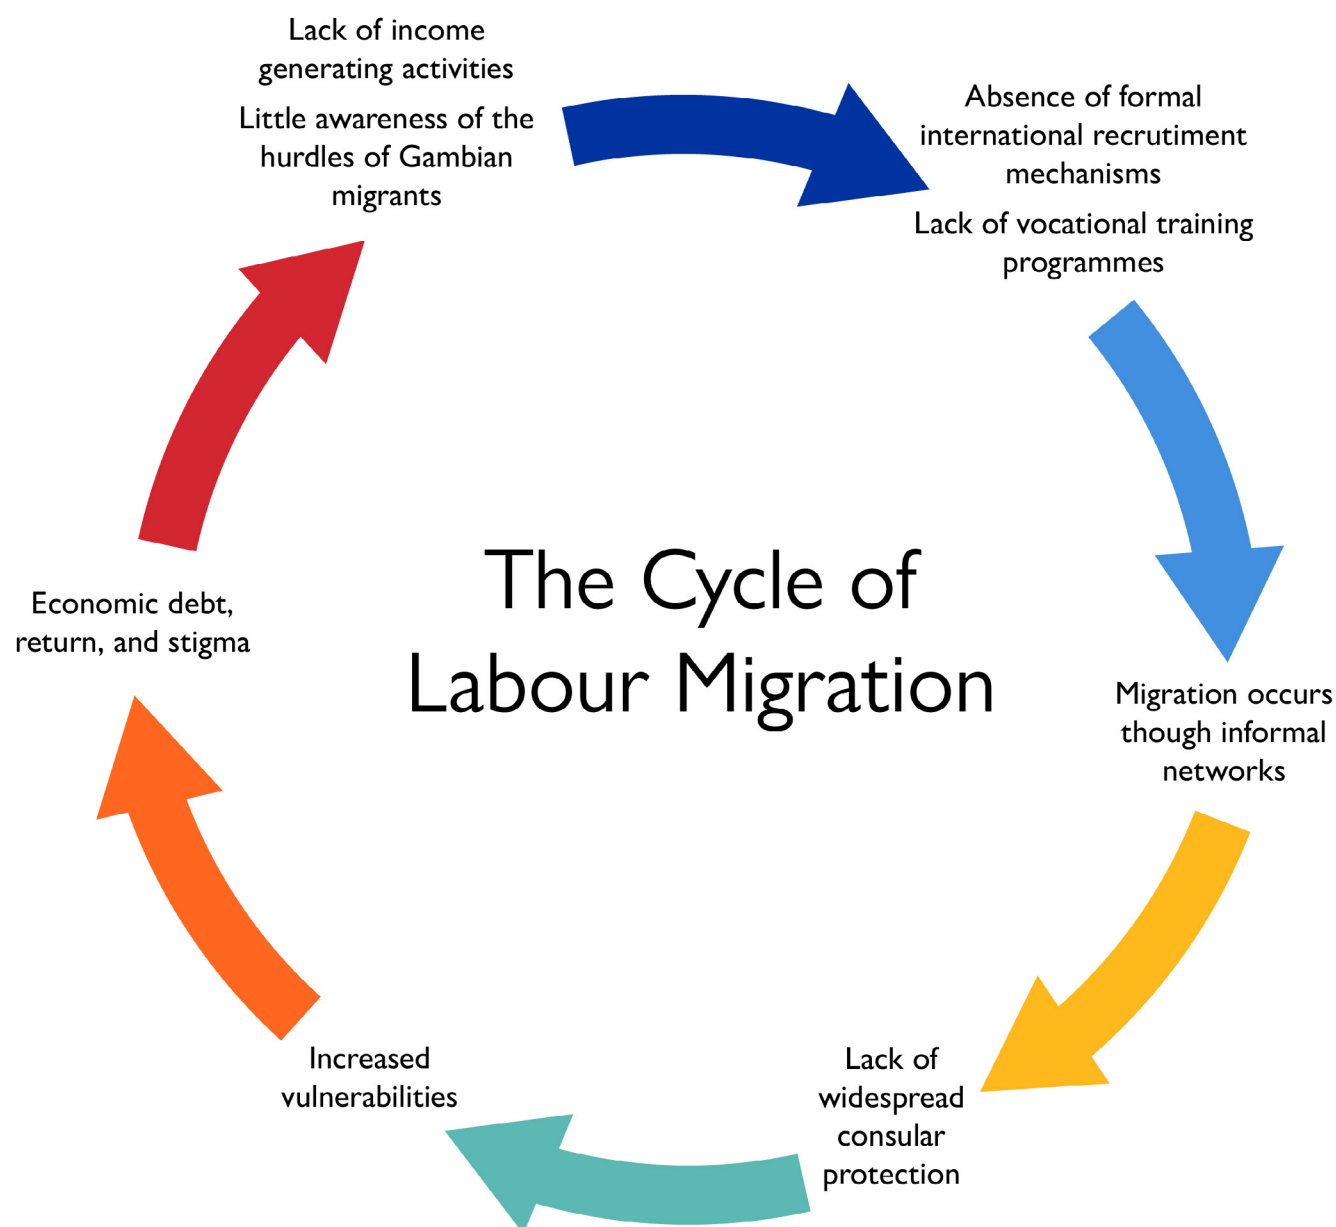 Lack of income
generating activities
Little awareness of the
hurdles of Gambian
migrants
Absence of formal
international recrutiment
mechanisms
Lack of vocational training
programmes
Migration occurs
though informal
networks
Lack of
widespread
consular
protection
Increased
vulnerabilities
Economic debt,
return, and stigma
The Cycle of
Labour Migration